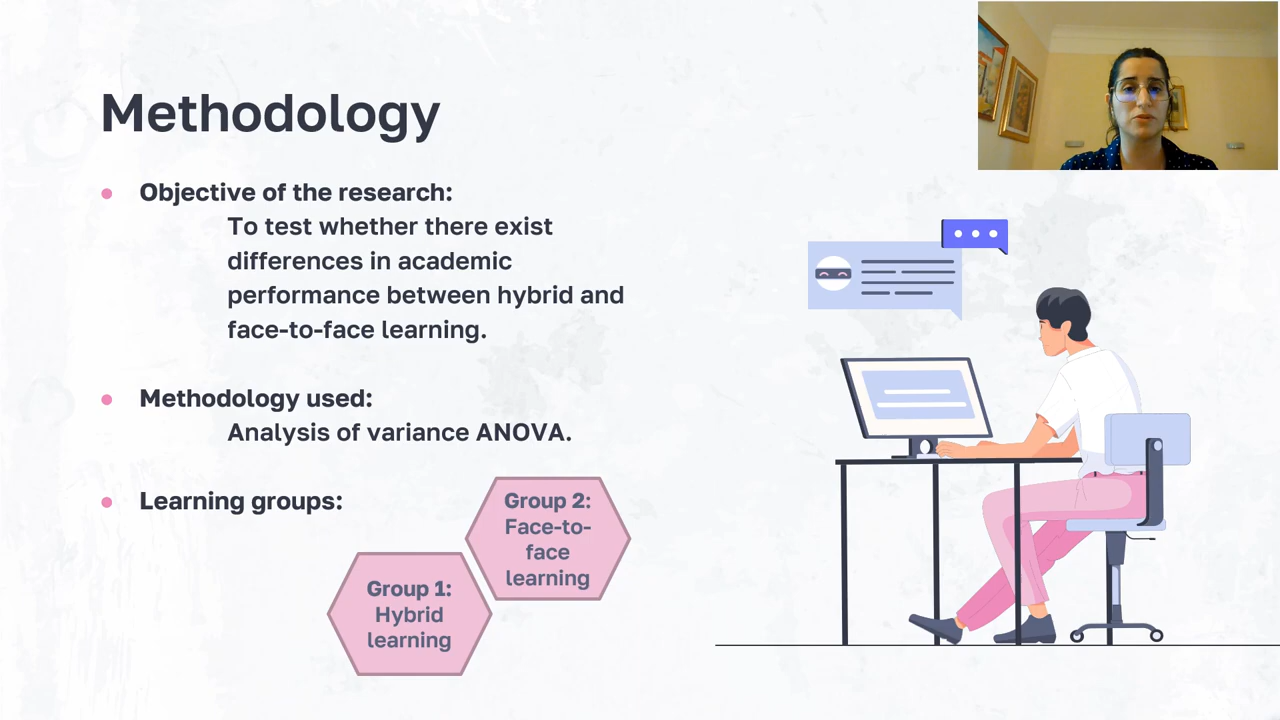 Methodology
Objective of the research:
To test whether there exist
differences in academic
performance between hybrid and
face-to-face learning.
Methodology used:
Analysis of variance ANOVA.
Learning groups:
Group 1:
Hybrid
learning
Group 2:
Face-to-
face
learning